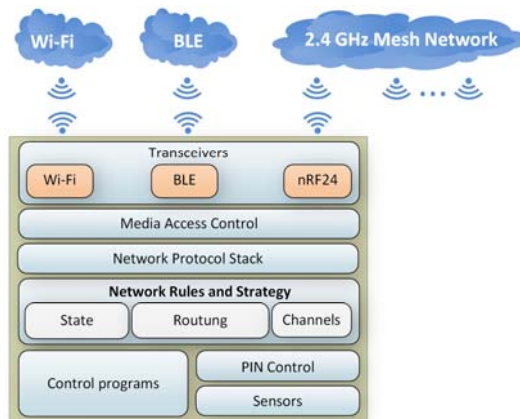 Wi-Fi BLE 2.4 GHz Mesh Network
Transceivers
Wi-Fi BLE nRF24
Media Access Control
Network Protocol Stack
Network Rules and Strategy
State Routung Channels
Control programs
PIN Control
Sensors